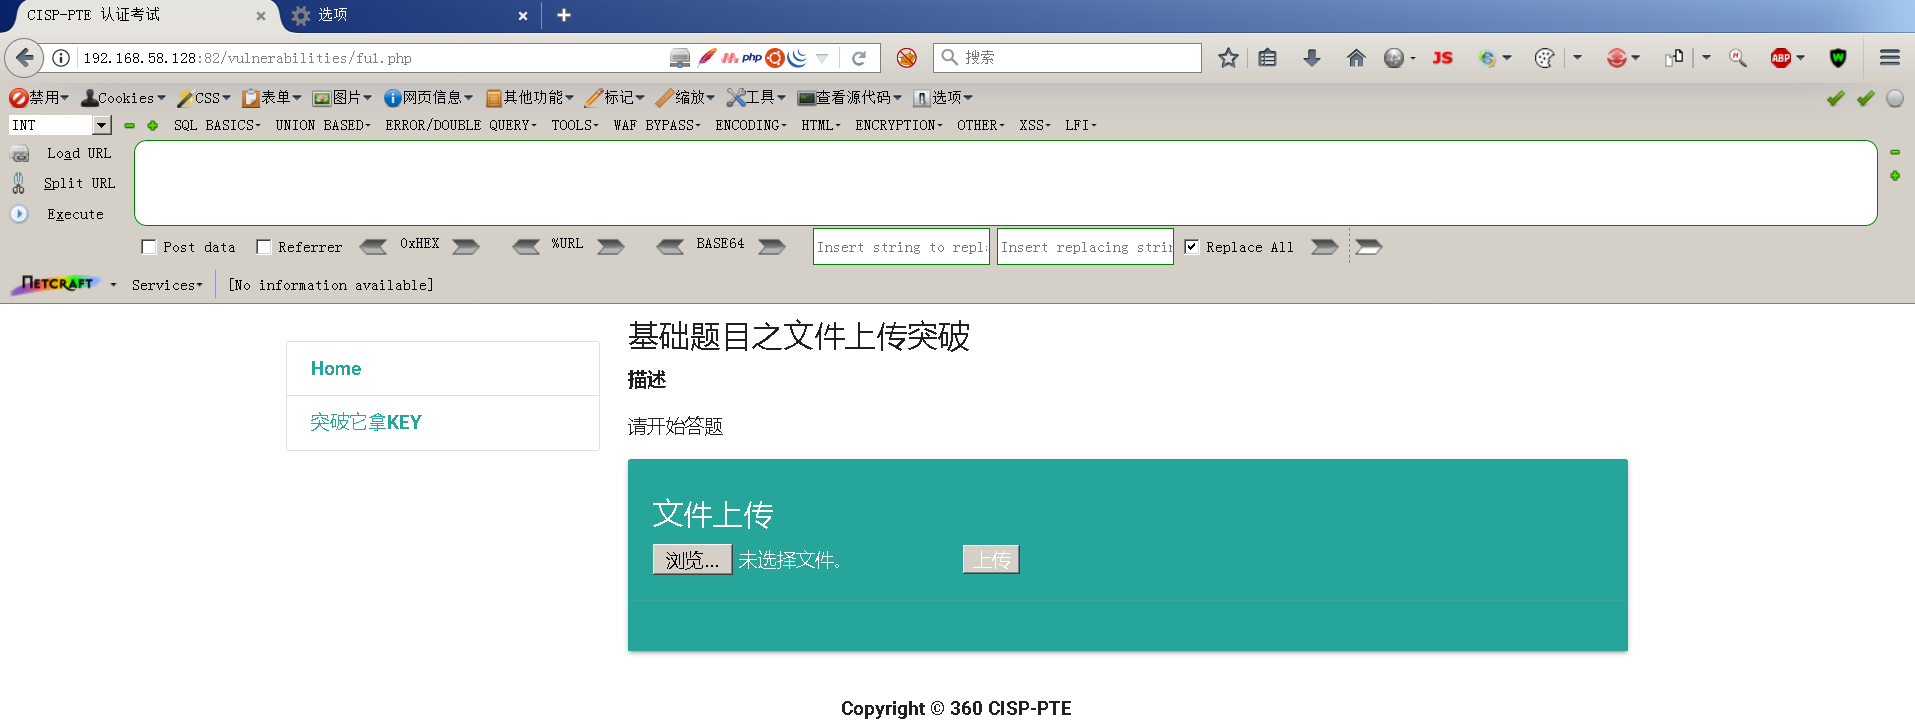 CISP-PTE 认证考试
选项
192.168.58.128:82/vulnerabilities/fu1.php
php
搜索
JS
ABP
W
禁用 Cookies CSS 表单 图片 网页信息 其他功能 标记 缩放 工具 查看源代码 选项
INT SQL BASICS UNION BASED ERROR/DOUBLE QUERY TOOLS WAF BYPASS ENCODING HTML ENCRYPTION OTHER XSS LFI
Load URL
Split URL
Execute
Post data Referrer 0xHEX %URL BASE64 Insert string to repl Insert replacing strin Replace All
NETCRAFT Services [No information available]
基础题目之文件上传突破
Home
描述
突破它拿KEY
请开始答题
文件上传
浏览... 未选择文件。 上传
Copyright © 360 CISP-PTE